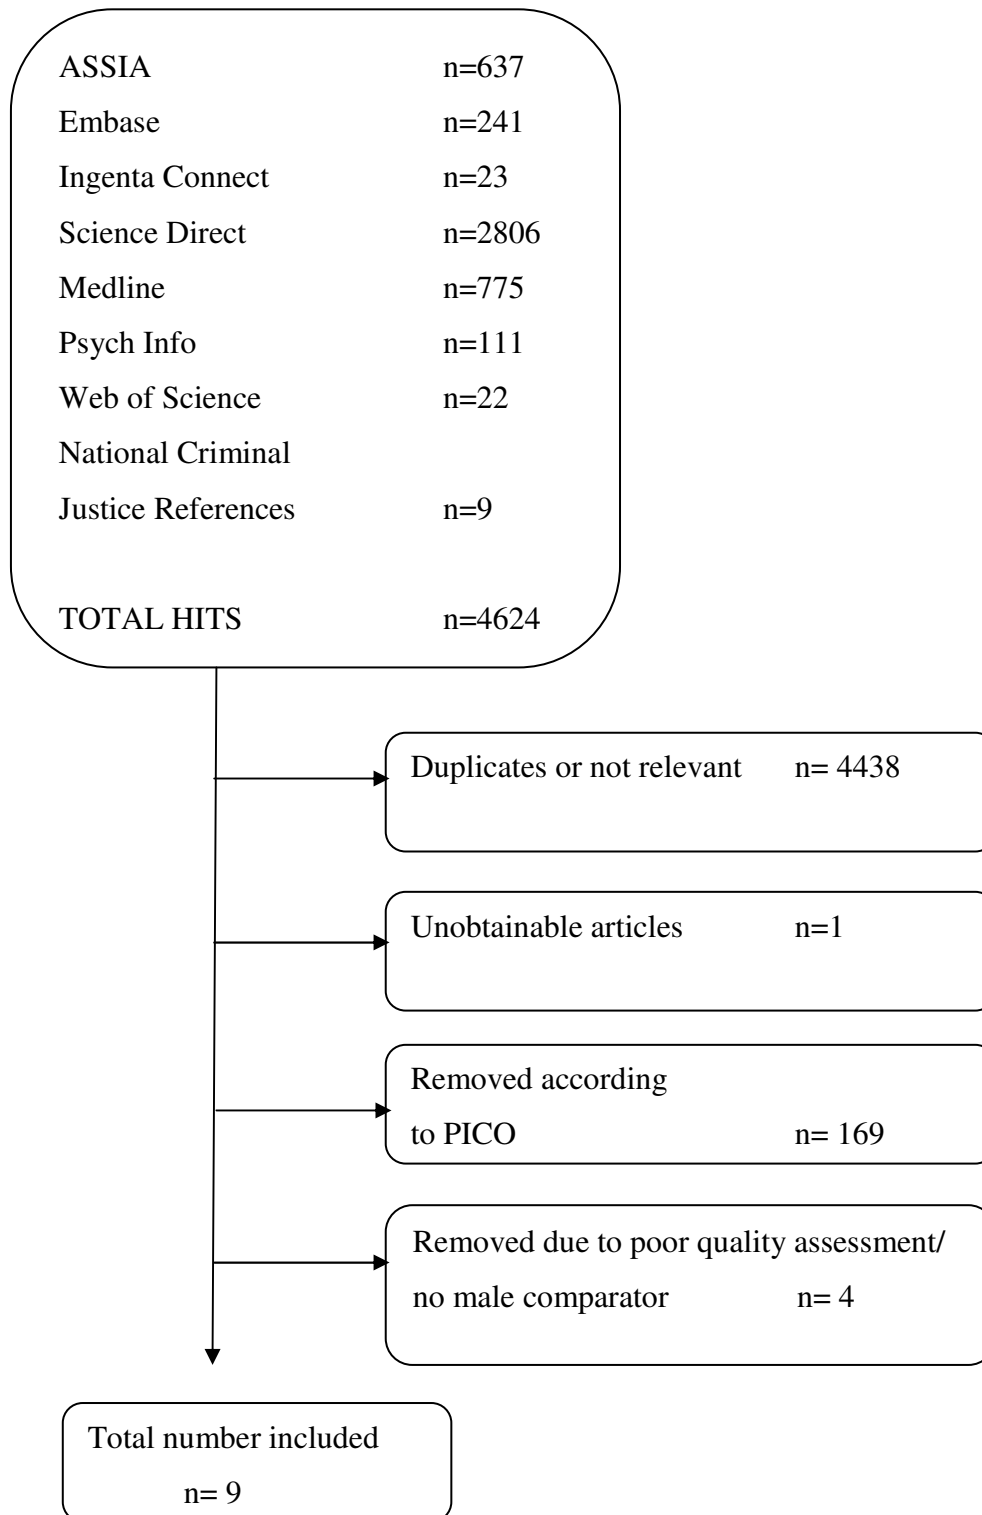 ASSIA n=637
Embase n=241
Ingenta Connect n=23
Science Direct n=2806
Medline n=775
Psych Info n=111
Web of Science n=22
National Criminal
Justice References n=9
TOTAL HITS n=4624
Duplicates or not relevant n= 4438
Unobtainable articles n=1
Removed according
to PICO n= 169
Removed due to poor quality assessment/
no male comparator n= 4
Total number included
n= 9